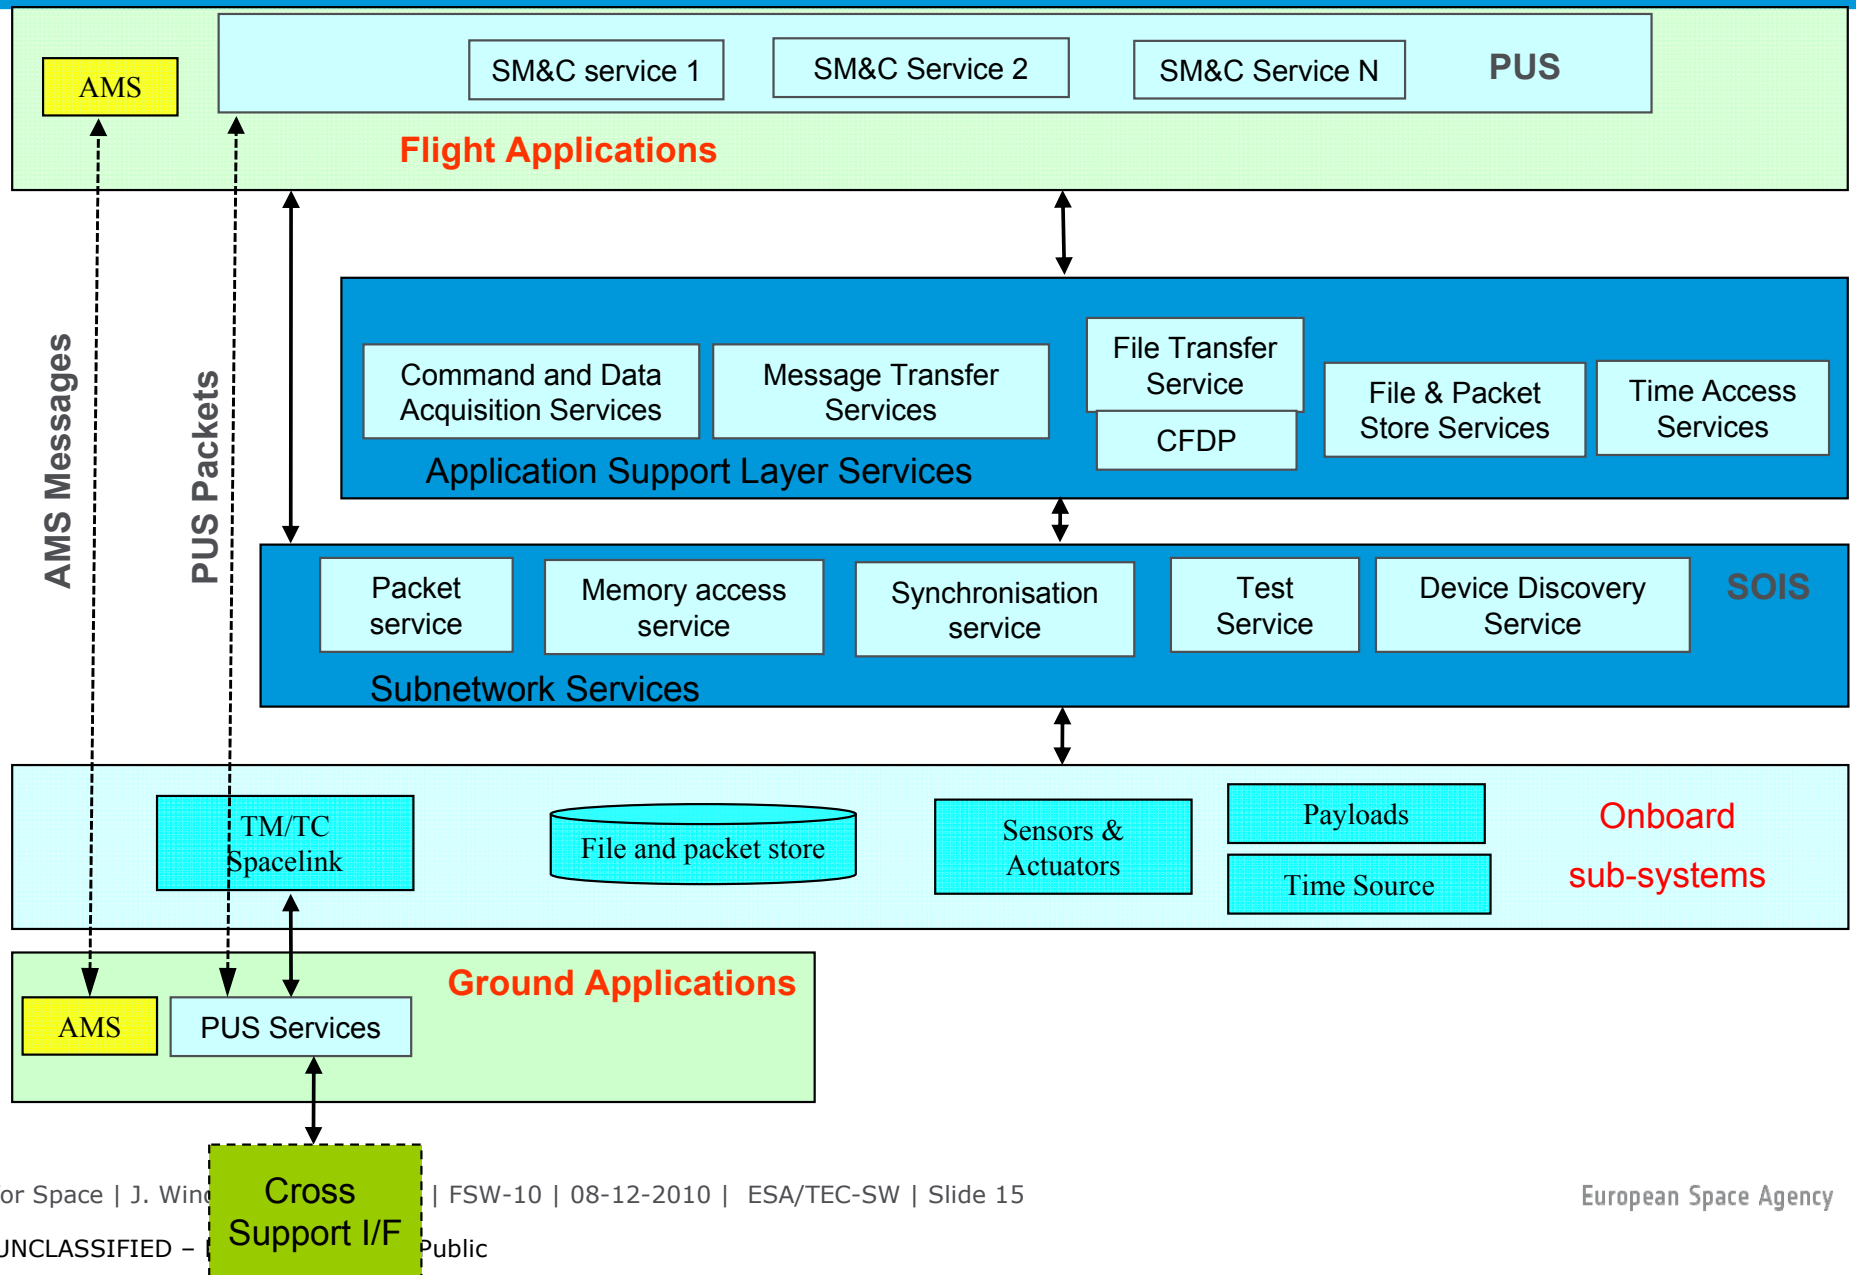 AMS
SM&C service 1
SM&C Service 2
SM&C Service N
PUS
Flight Applications
AMS Messages
PUS Packets
Command and Data
Acquisition Services
Message Transfer
Services
File Transfer
Service
CFDP
File & Packet
Store Services
Time Access
Services
Application Support Layer Services
Packet
service
Memory access
service
Synchronisation
service
Test
Service
Device Discovery
Service
SOIS
Subnetwork Services
TM/TC
Spacelink
File and packet store
Sensors &
Actuators
Payloads
Time Source
Onboard
sub-systems
Ground Applications
AMS
PUS Services
Cross
Support I/F
or Space | J. | FSW-10 | 08-12-2010 | ESA/TEC-SW | Slide 15
European Space Agency
UNCLASSIFIED – Public